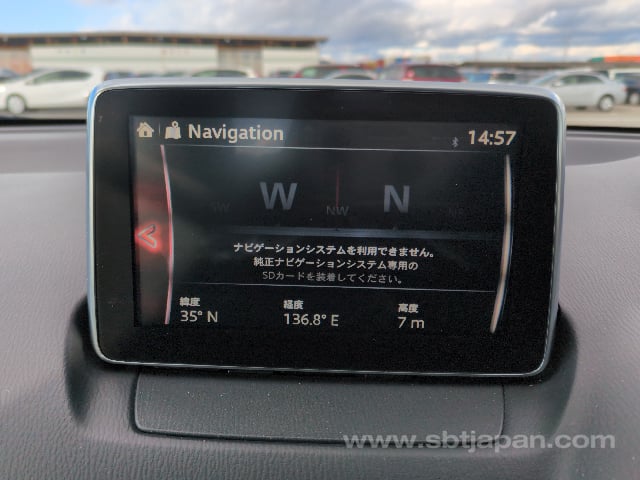 Navigation
14:57
W N
NW
ナビゲーションシステムを利用できません。
純正ナビゲーションシステム専用の
SDカードを装着してください。
緯度 経度 高度
35° N 136.8° E 7 m
www.sbtjapan.com